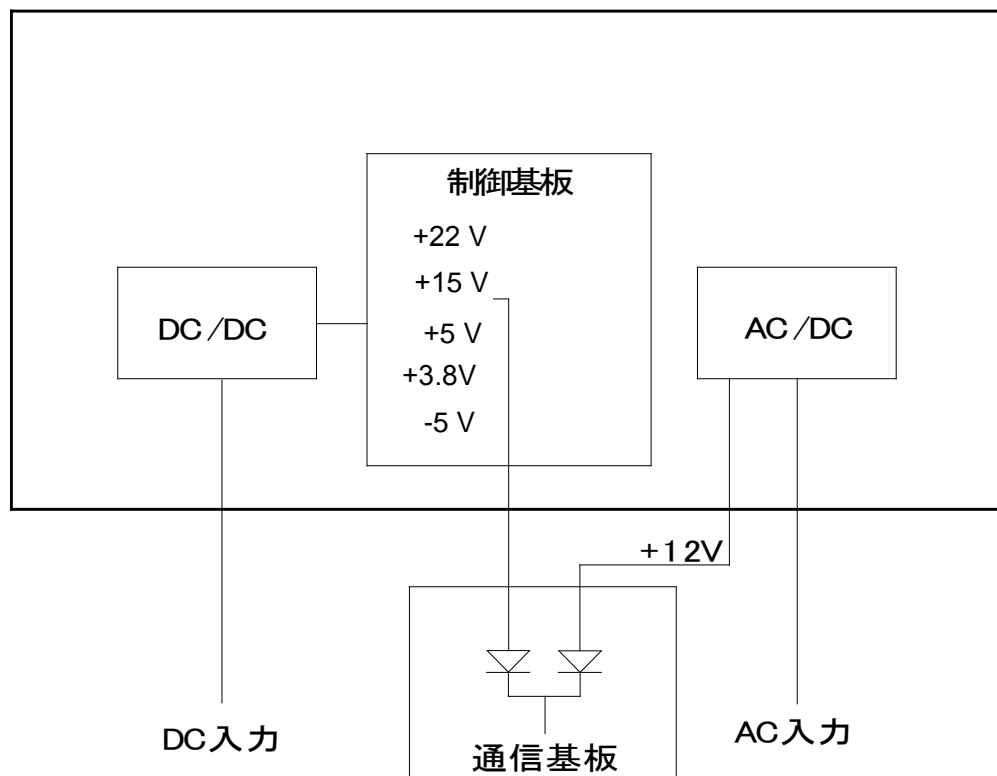 制御基板
+22 V
+15 V
+5 V
+3.8V
-5 V
DC/DC
AC/DC
+12V
DC入力
通信基板
AC入力